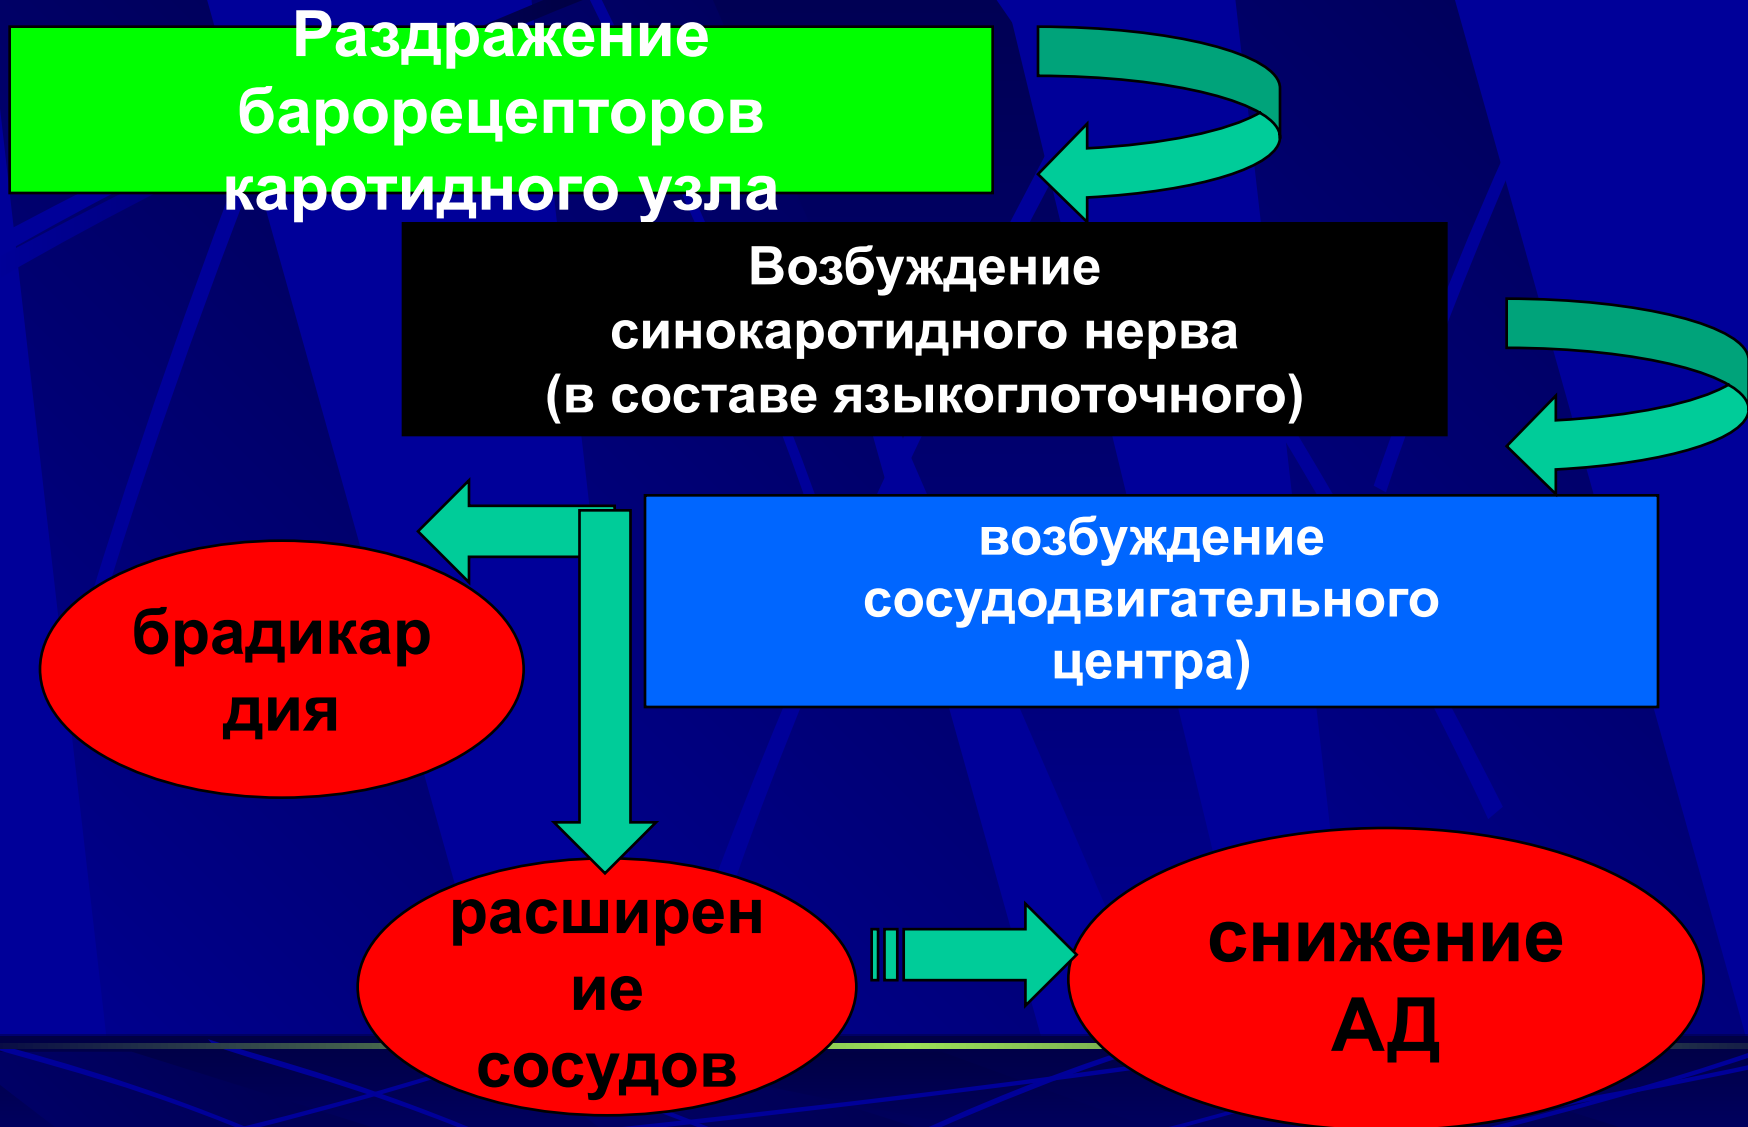 Раздражение
барорецепторов
каротидного узла
Возбуждение
синокаротидного нерва
(в составе языкоглоточного)
возбуждение
сосудодвигательного
центра)
брадикар
дия
расширен
ие
сосудов
снижение
АД